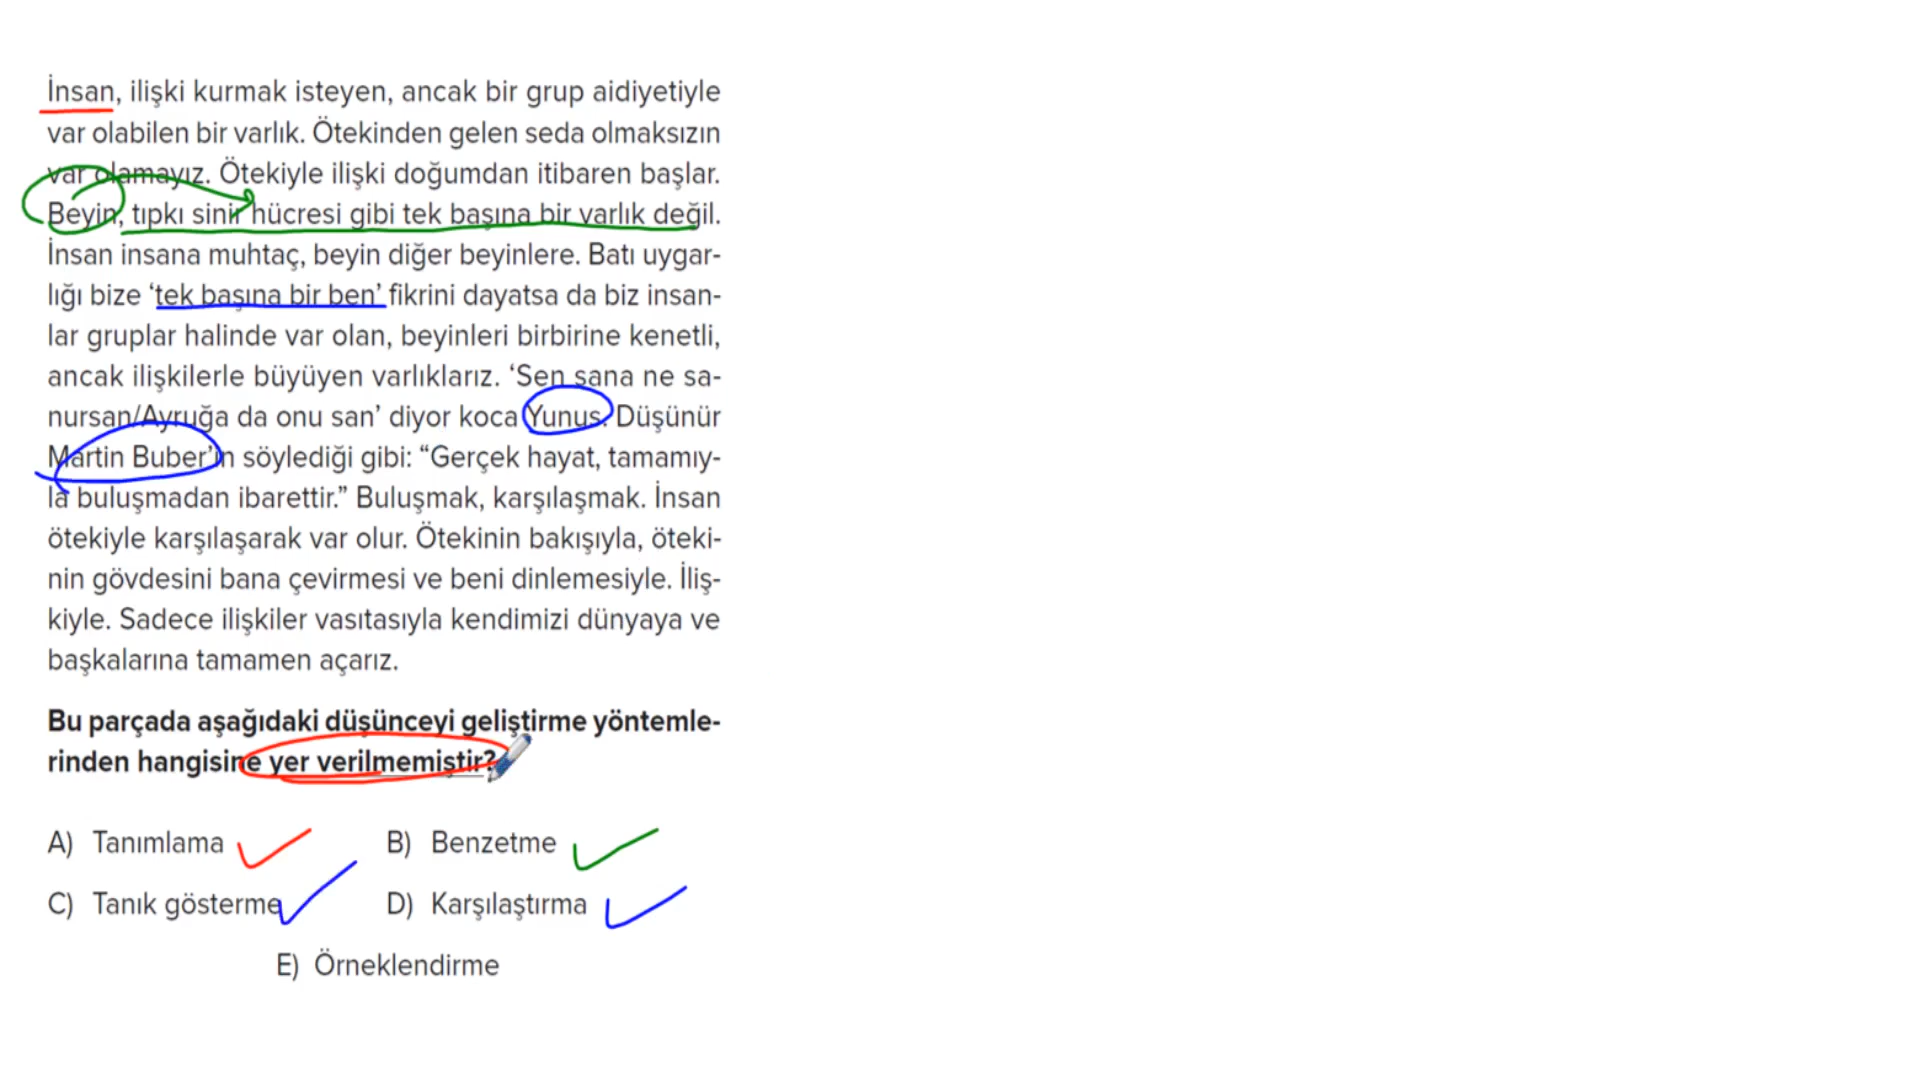 İnsan, ilişki kurmak isteyen, ancak bir grup aidiyetiyle
var olabilen bir varlık. Ötekinden gelen seda olmaksızın
var olamayız. Ötekiyle ilişki doğumdan itibaren başlar.
Beyin, tıpkı sinir hücresi gibi tek başına bir varlık değil.
İnsan insana muhtaç, beyin diğer beyinlere. Batı uygar-
lığı bize ‘tek başına bir ben’ fikrini dayatsa da biz insan-
lar gruplar halinde var olan, beyinleri birbirine kenetli,
ancak ilişkilerle büyüyen varlıklarız. ‘Sen sana ne sa-
nursan/Ayruğa da onu san’ diyor koca Yunus. Düşünür
Martin Buber’in söylediği gibi: “Gerçek hayat, tamamıy-
la buluşmadan ibarettir.” Buluşmak, karşılaşmak. İnsan
ötekiyle karşılaşarak var olur. Ötekinin bakışıyla, öteki-
nin gövdesini bana çevirmesi ve beni dinlemesiyle. İliş-
kiyle. Sadece ilişkiler vasıtasıyla kendimizi dünyaya ve
başkalarına tamamen açarız.
Bu parçada aşağıdaki düşünceyi geliştirme yöntemle-
rinden hangisine yer verilmemiştir?
A) Tanımlama B) Benzetme
C) Tanık gösterme D) Karşılaştırma
E) Örneklendirme